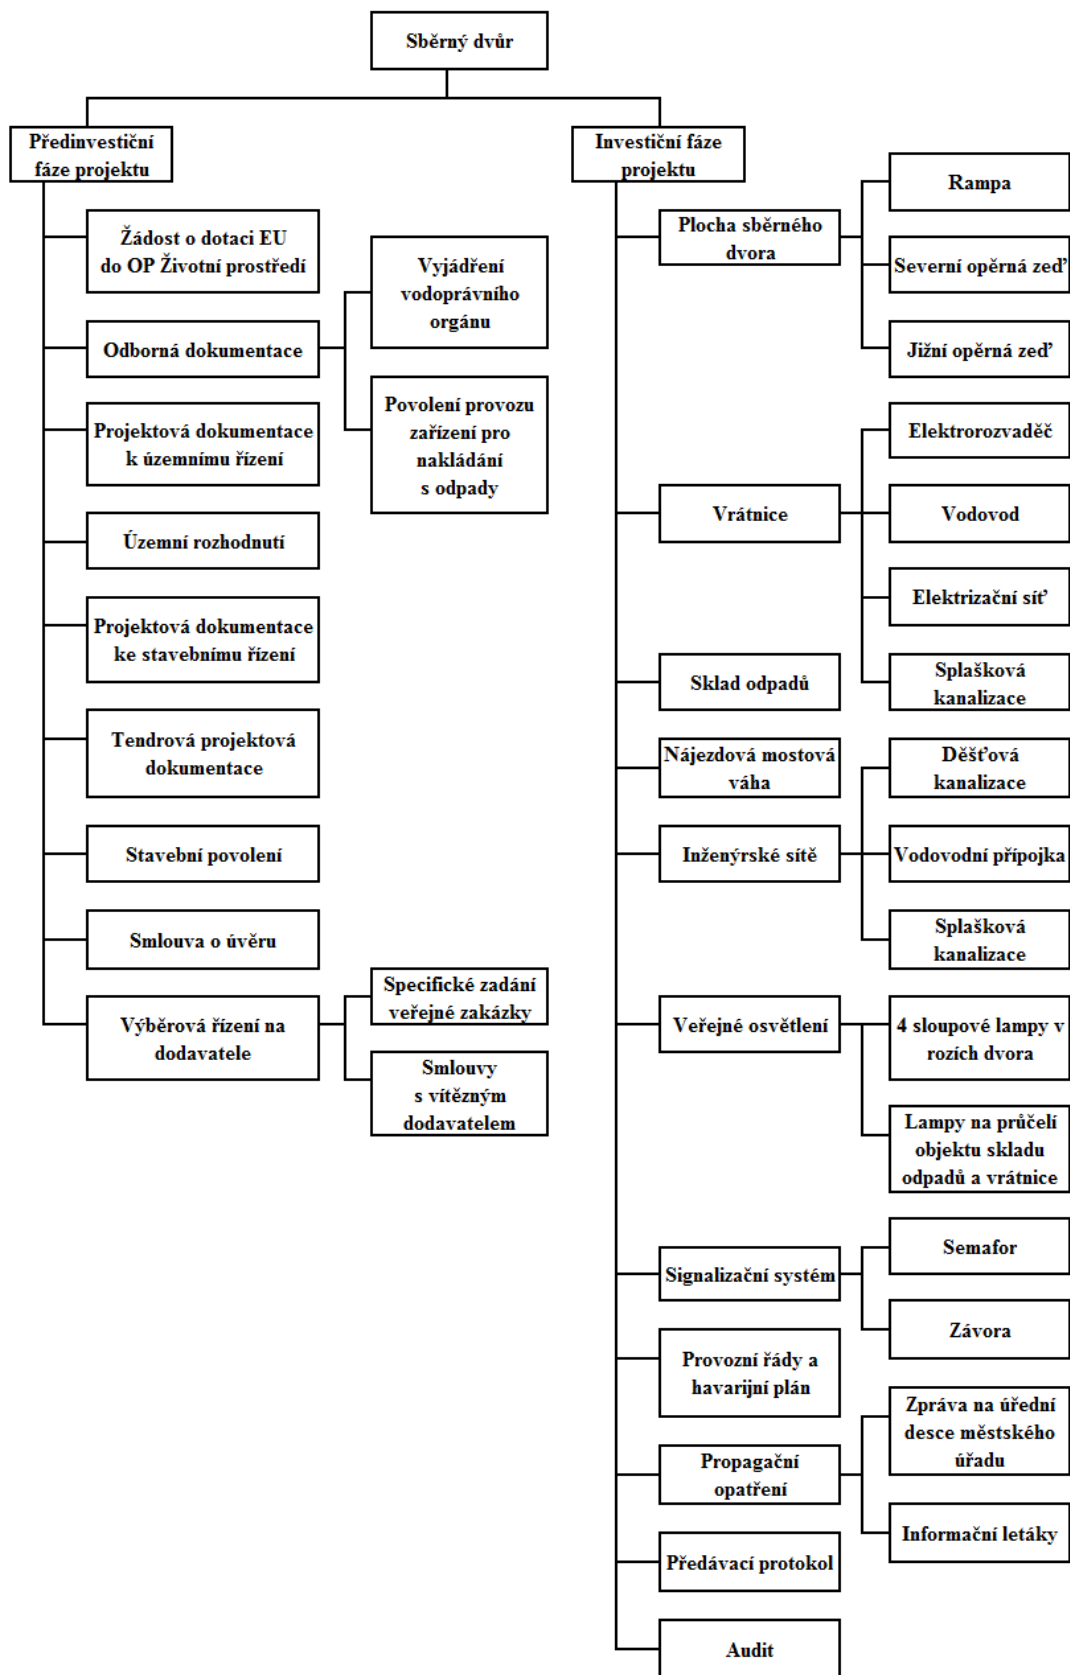 Sběrný dvůr
Předinvestiční
fáze projektu
Žádost o dotaci EU
do OP Životní prostředí
Odborná dokumentace
Vyjádření
vodoprávního
orgánu
Povolení provozu
zařízení pro
nakládání
s odpady
Projektová dokumentace
k územnímu řízení
Územní rozhodnutí
Projektová dokumentace
ke stavebnímu řízení
Tendrová projektová
dokumentace
Stavební povolení
Smlouva o úvěru
Výběrová řízení na
dodavatele
Specifické zadání
veřejné zakázky
Smlouvy
s vítězným
dodavatelem
Investiční fáze
projektu
Plocha sběrného
dvora
Rampa
Severní opěrná zeď
Jižní opěrná zeď
Vrátnice
Elektrorozvaděč
Vodovod
Elektrizační síť
Splašková
kanalizace
Sklad odpadů
Nájezdová mostová
váha
Inženýrské sítě
Děšťová
kanalizace
Vodovodní přípojka
Splašková
kanalizace
Veřejné osvětlení
4 sloupové lampy v
rozích dvora
Lampy na průčelí
objektu skladu
odpadů a vrátnice
Signalizační systém
Semafor
Závora
Provozní řády a
havarijní plán
Propagační
opatření
Zpráva na úřední
desce městského
úřadu
Informační letáky
Předávací protokol
Audit